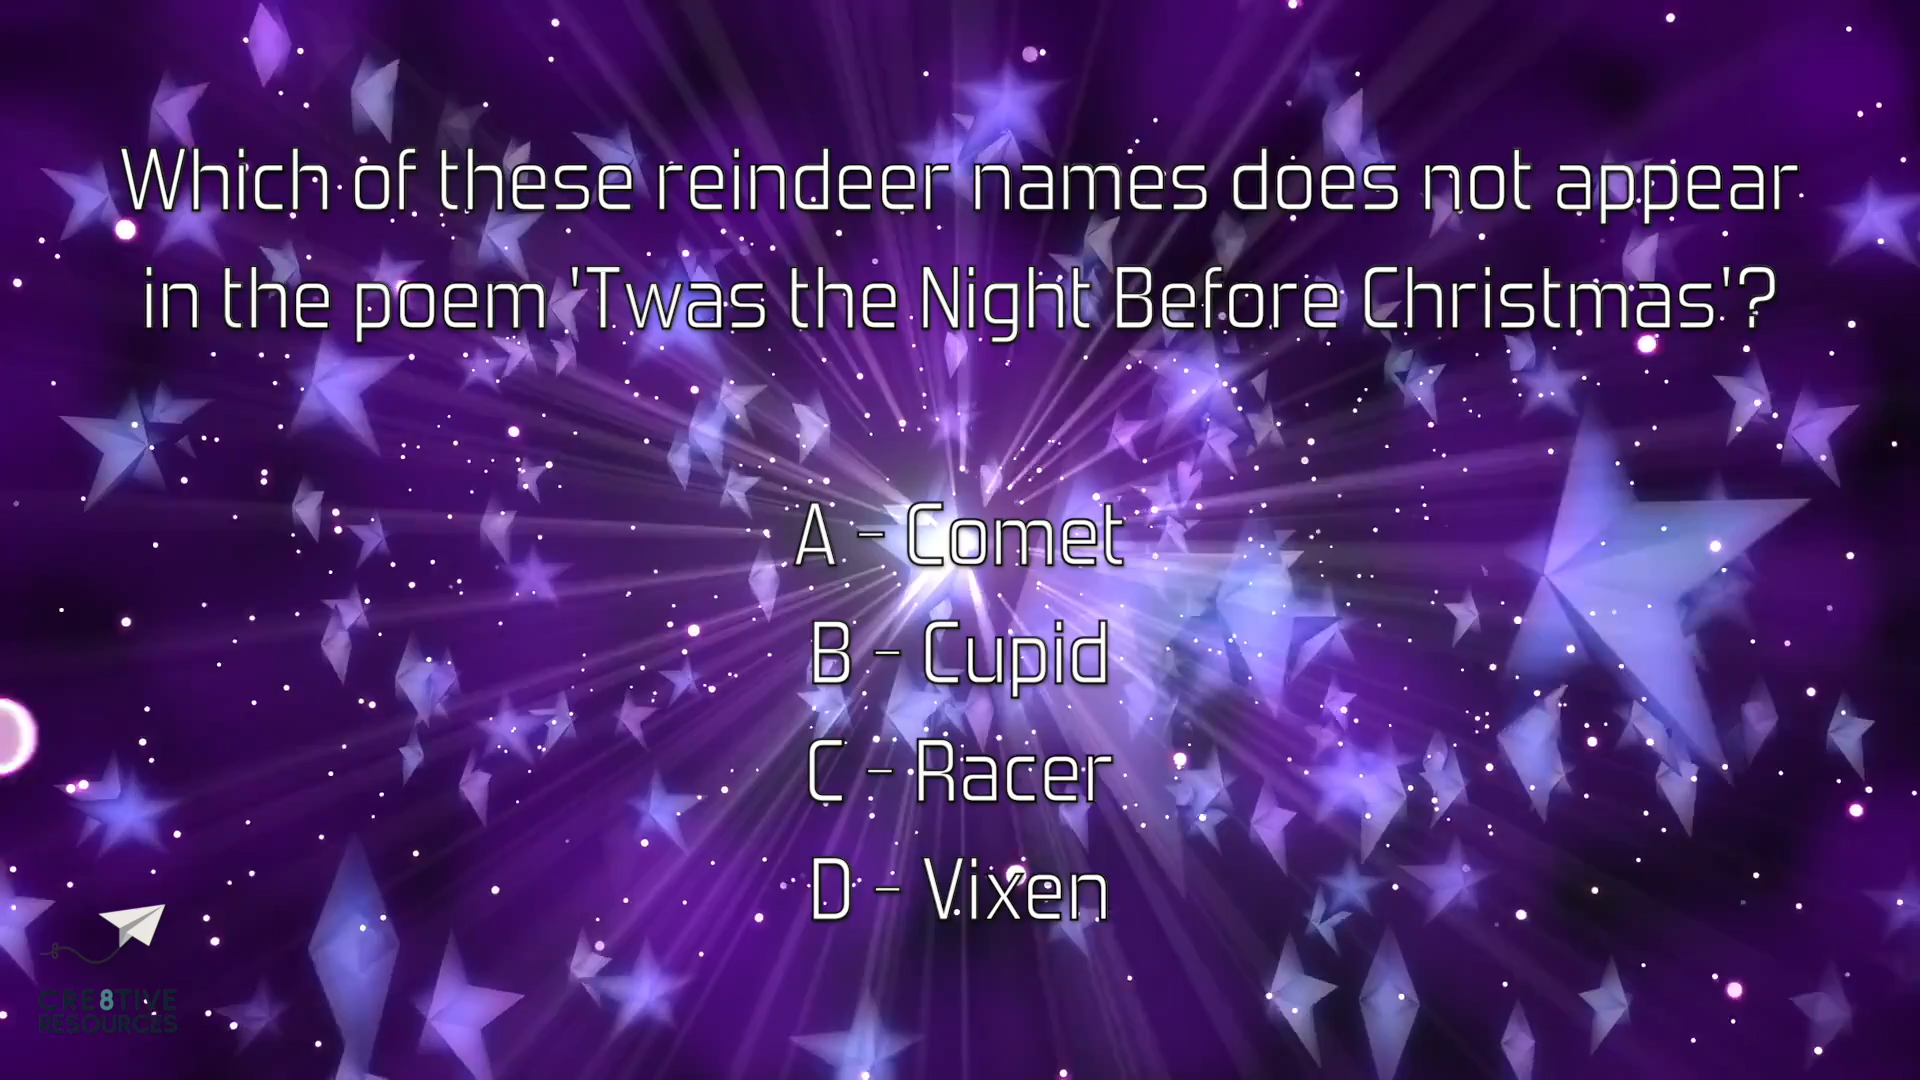 Which of these reindeer names does not appear
in the poem 'Twas the Night Before Christmas'?
A - Comet
B - Cupid
C - Racer
D - Vixen
CRE8TIVE
RESOURCES